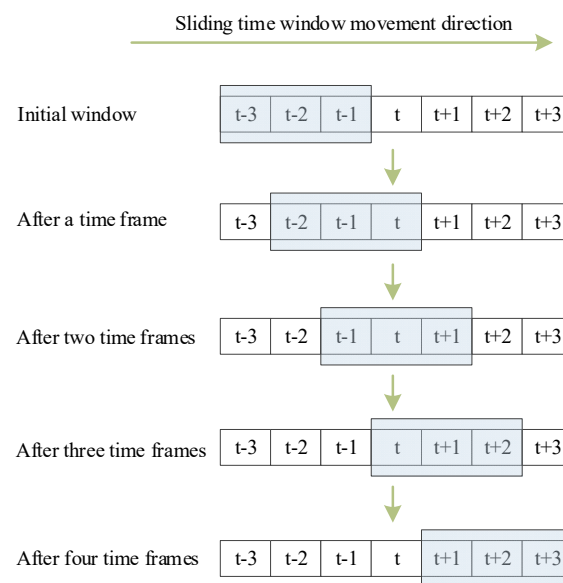 Sliding time window movement direction
Initial window t-3 t-2 t-1 t t+1 t+2 t+3
After a time frame t-3 t-2 t-1 t t+1 t+2 t+3
After two time frames t-3 t-2 t-1 t t+1 t+2 t+3
After three time frames t-3 t-2 t-1 t t+1 t+2 t+3
After four time frames t-3 t-2 t-1 t t+1 t+2 t+3